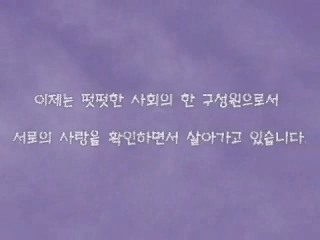 이제는 떳떳한 사회의 한 구성원으로서
서로의 사랑을 확인하면서 살아가고 있습니다.